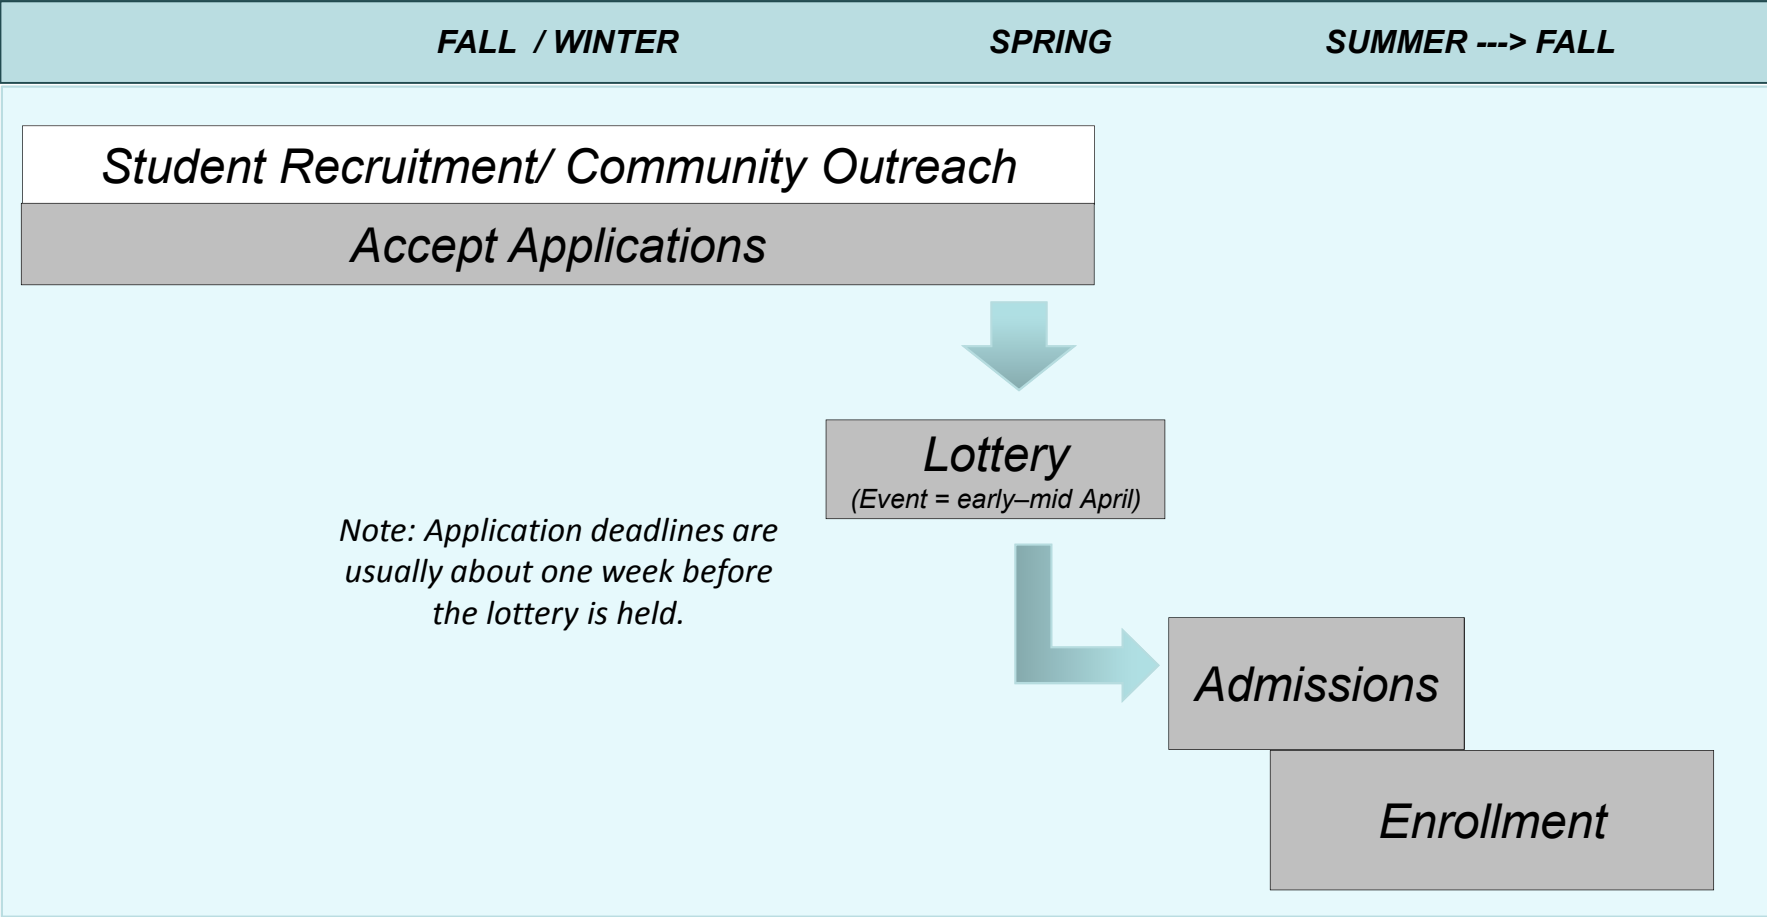 FALL / WINTER SPRING SUMMER ---> FALL
Student Recruitment/ Community Outreach
Accept Applications
Lottery
(Event = early–mid April)
Note: Application deadlines are
usually about one week before
the lottery is held.
Admissions
Enrollment